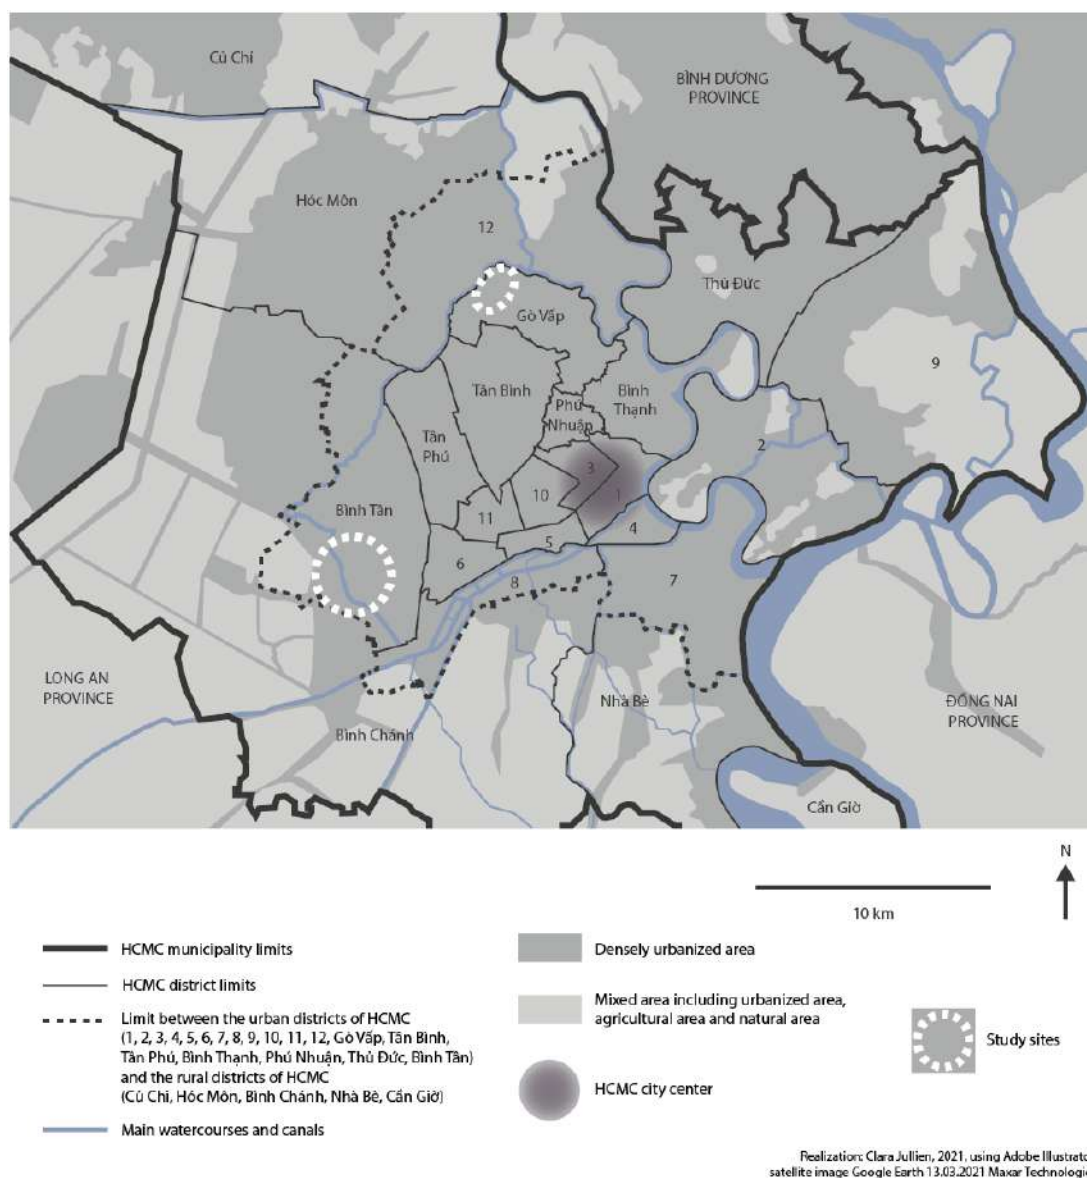 Củ Chi
BÌNH DƯƠNG
PROVINCE
Hóc Môn
12
Thủ Đức
Gò Vấp
9
Tân Bình
Bình
Thạnh
Phú
Nhuận
Tân
Phú
2
3
10
1
Bình Tân
11
4
5
6
8
7
LONG AN
PROVINCE
Nhà Bè
ĐỒNG NAI
PROVINCE
Bình Chánh
Cần Giờ
N
10 km
HCMC municipality limits
HCMC district limits
Limit between the urban districts of HCMC
(1, 2, 3, 4, 5, 6, 7, 8, 9, 10, 11, 12, Gò Vấp, Tân Bình,
Tân Phú, Bình Thạnh, Phú Nhuận, Thủ Đức, Bình Tân)
and the rural districts of HCMC
(Củ Chi, Hóc Môn, Bình Chánh, Nhà Bè, Cần Giờ)
Main watercourses and canals
Densely urbanized area
Mixed area including urbanized area,
agricultural area and natural area
HCMC city center
Study sites
Realization: Clara Jullien, 2021, using Adobe Illustrato
satellite image Google Earth 13.03.2021 Maxar Technologie